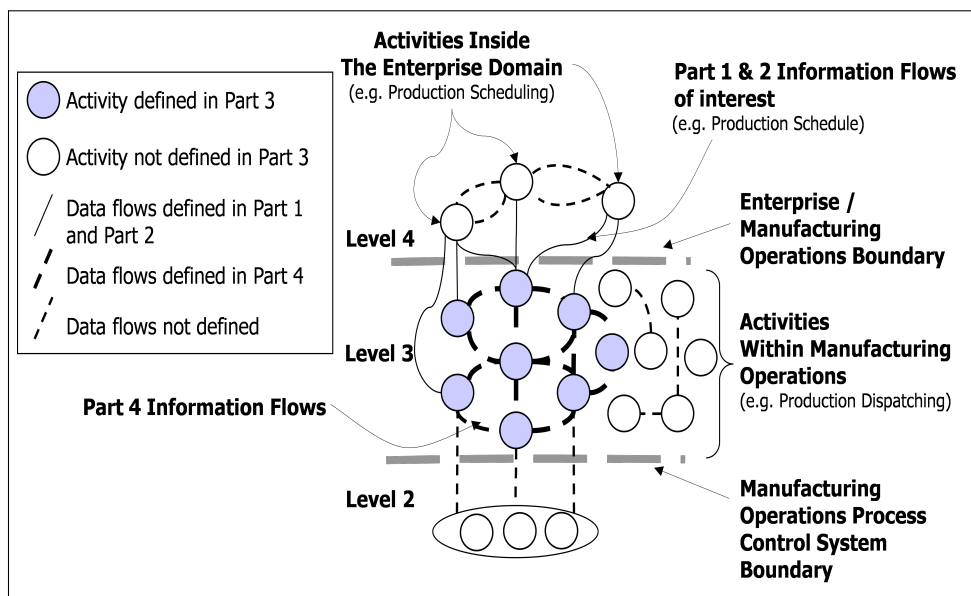 Activities Inside
The Enterprise Domain
(e.g. Production Scheduling)
Part 1 & 2 Information Flows
of interest
(e.g. Production Schedule)
Activity defined in Part 3
Activity not defined in Part 3
Data flows defined in Part 1
and Part 2
Data flows defined in Part 4
Data flows not defined
Level 4
Enterprise /
Manufacturing
Operations Boundary
Level 3
Activities
Within Manufacturing
Operations
(e.g. Production Dispatching)
Part 4 Information Flows
Level 2
Manufacturing
Operations Process
Control System
Boundary